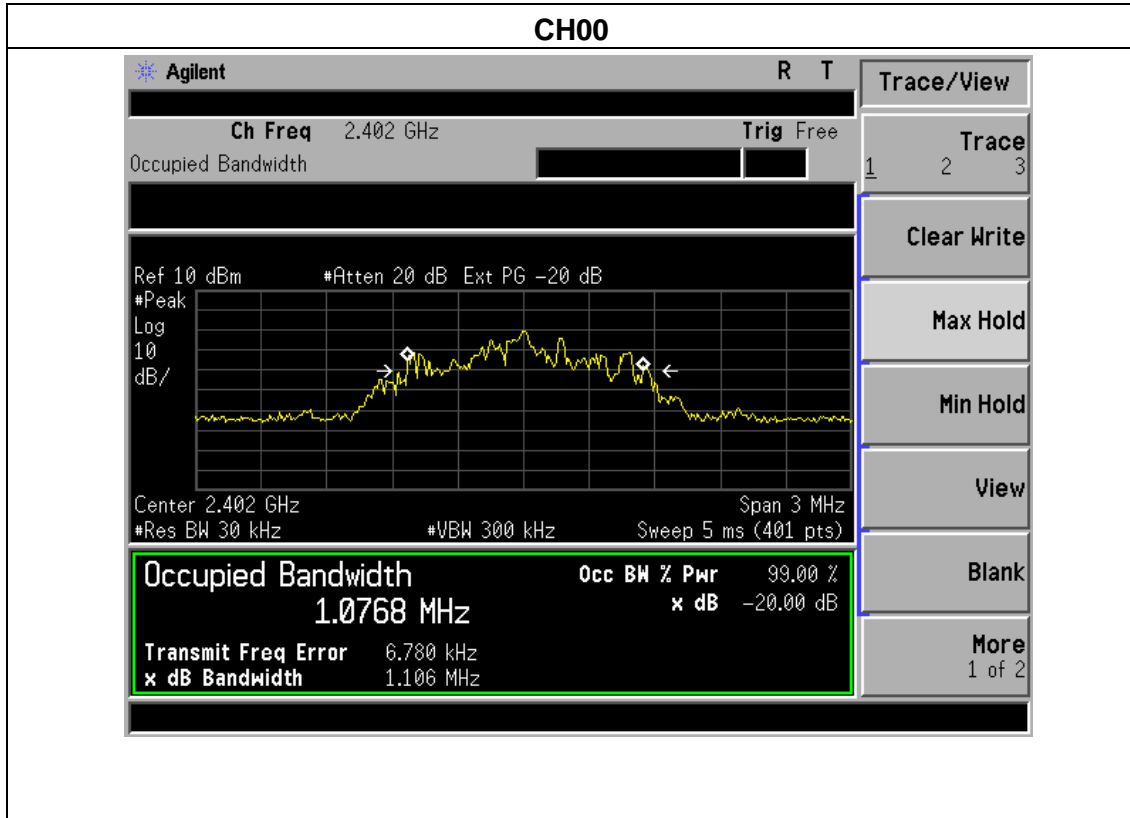 CH00
Agilent R T
Ch Freq 2.402 GHz Trig Free
Occupied Bandwidth
Ref 10 dBm #Atten 20 dB Ext PG -20 dB
#Peak
Log
10
dB/
Center 2.402 GHz Span 3 MHz
#Res BW 30 kHz #VBW 300 kHz Sweep 5 ms (401 pts)
Occupied Bandwidth Occ BW % Pwr 99.00 %
1.0768 MHz x dB -20.00 dB
Transmit Freq Error 6.780 kHz
x dB Bandwidth 1.106 MHz
Trace/View
Trace
1 2 3
Clear Write
Max Hold
Min Hold
View
Blank
More
1 of 2